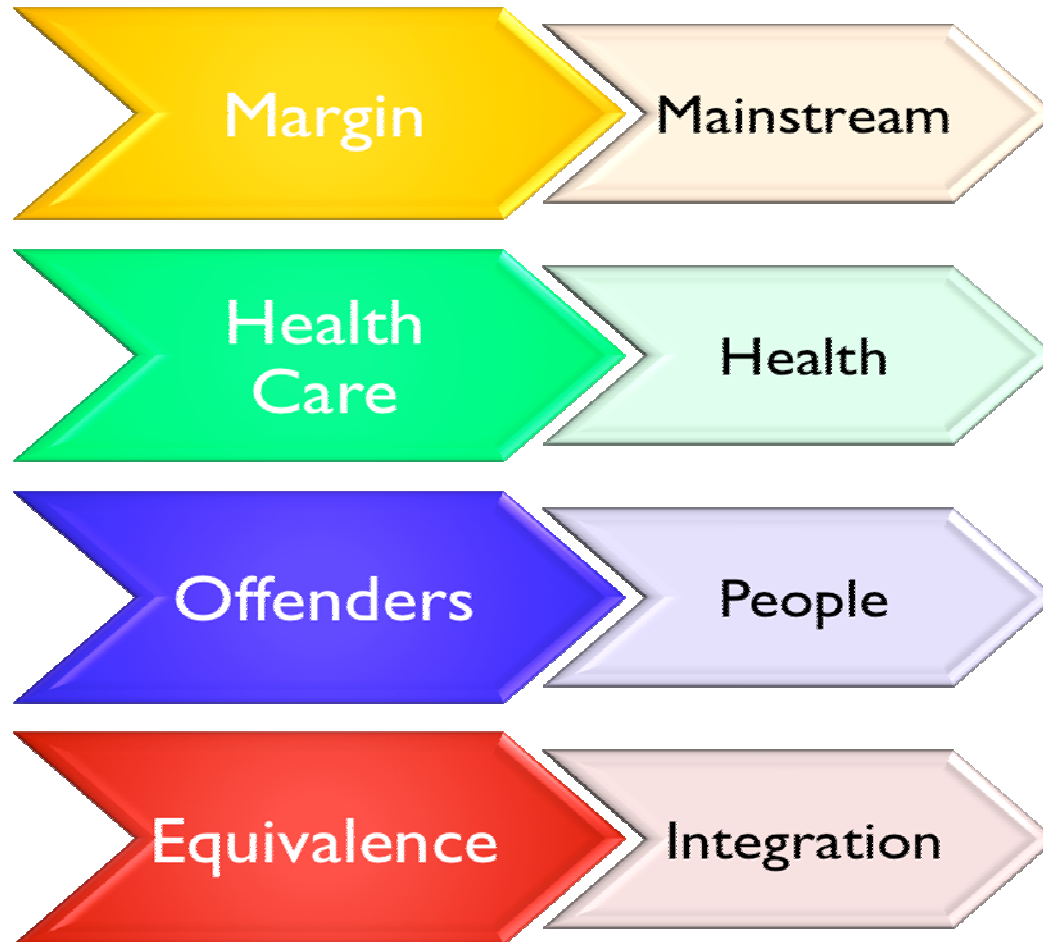 Margin
Mainstream
Health
Care
Health
Offenders
People
Equivalence
Integration